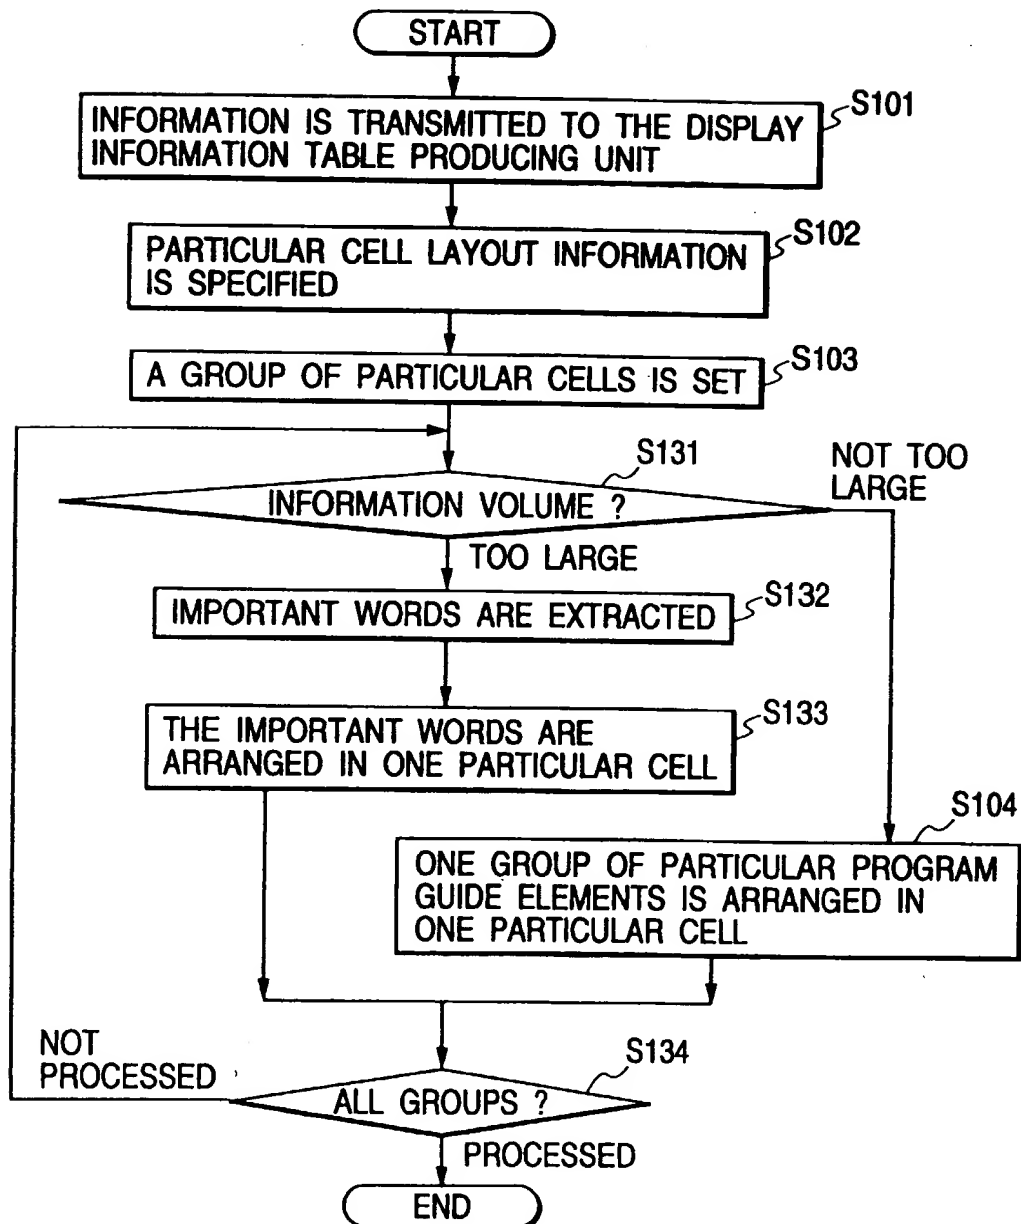 START
S101
INFORMATION IS TRANSMITTED TO THE DISPLAY
INFORMATION TABLE PRODUCING UNIT
S102
PARTICULAR CELL LAYOUT INFORMATION
IS SPECIFIED
S103
A GROUP OF PARTICULAR CELLS IS SET
S131
NOT TOO
LARGE
INFORMATION VOLUME ?
TOO LARGE
S132
IMPORTANT WORDS ARE EXTRACTED
S133
THE IMPORTANT WORDS ARE
ARRANGED IN ONE PARTICULAR CELL
S104
ONE GROUP OF PARTICULAR PROGRAM
GUIDE ELEMENTS IS ARRANGED IN
ONE PARTICULAR CELL
NOT
PROCESSED
S134
ALL GROUPS ?
PROCESSED
END